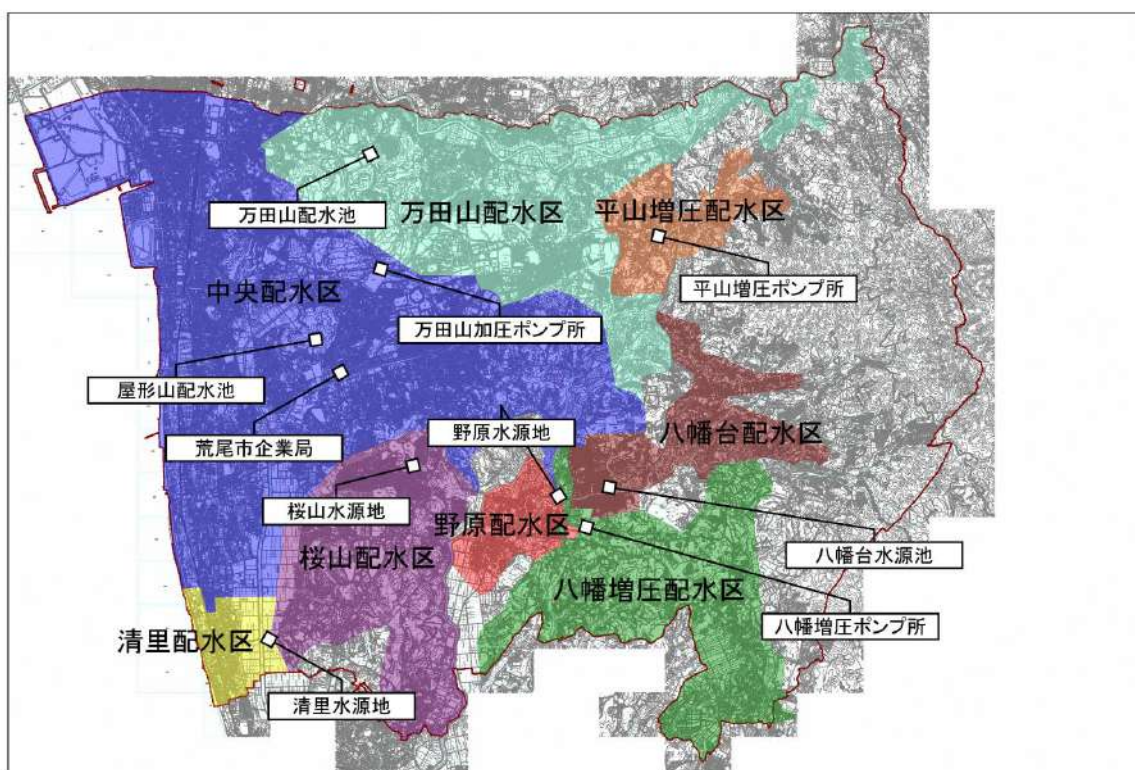 万田山配水池
万田山配水区
平山増圧配水区
平山増圧ポンプ所
中央配水区
万田山加圧ポンプ所
屋形山配水池
荒尾市企業局
野原水源地
八幡台配水区
桜山水源地
野原配水区
桜山配水区
八幡台水源池
八幡増圧配水区
八幡増圧ポンプ所
清里配水区
清里水源地